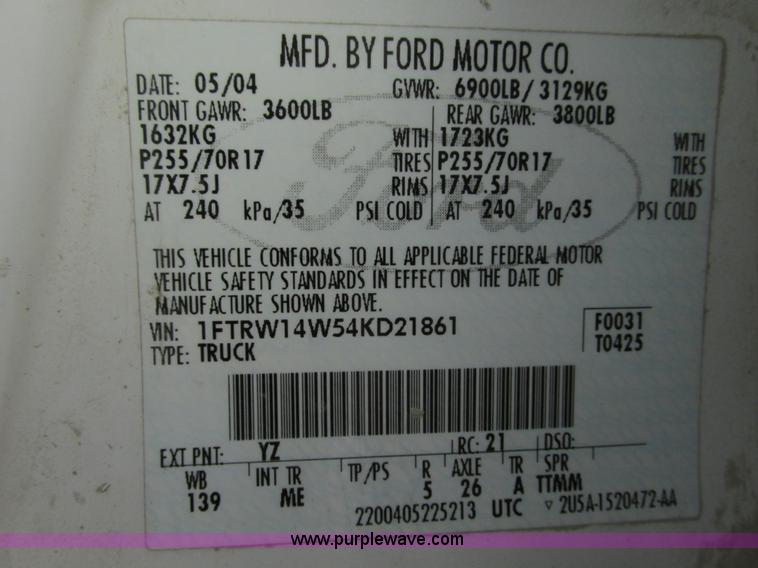 MFD. BY FORD MOTOR CO.
DATE: 05/04 GVWR: 6900LB/ 3129KG
FRONT GAWR: 3600LB REAR GAWR: 3800LB
1632KG WITH 1723KG WITH
P255/70R17 TIRES P255/70R17 TIRES
17X7.5J RIMS 17X7.5J RIMS
AT 240 kPa/35 PSI COLD AT 240 kPa/35 PSI COLD
Ford
THIS VEHICLE CONFORMS TO ALL APPLICABLE FEDERAL MOTOR
VEHICLE SAFETY STANDARDS IN EFFECT ON THE DATE OF
MANUFACTURE SHOWN ABOVE.
VIN: 1FTRW14W54KD21861 F0031
TYPE: TRUCK T0425
EXT PNT: YZ RC: 21 DSO:
WB INT TR TP/PS R AXLE TR SPR
139 ME 5 26 A TTMM
2200405225213 UTC ▽ 2U5A-1520472-AA
www.purplewave.com